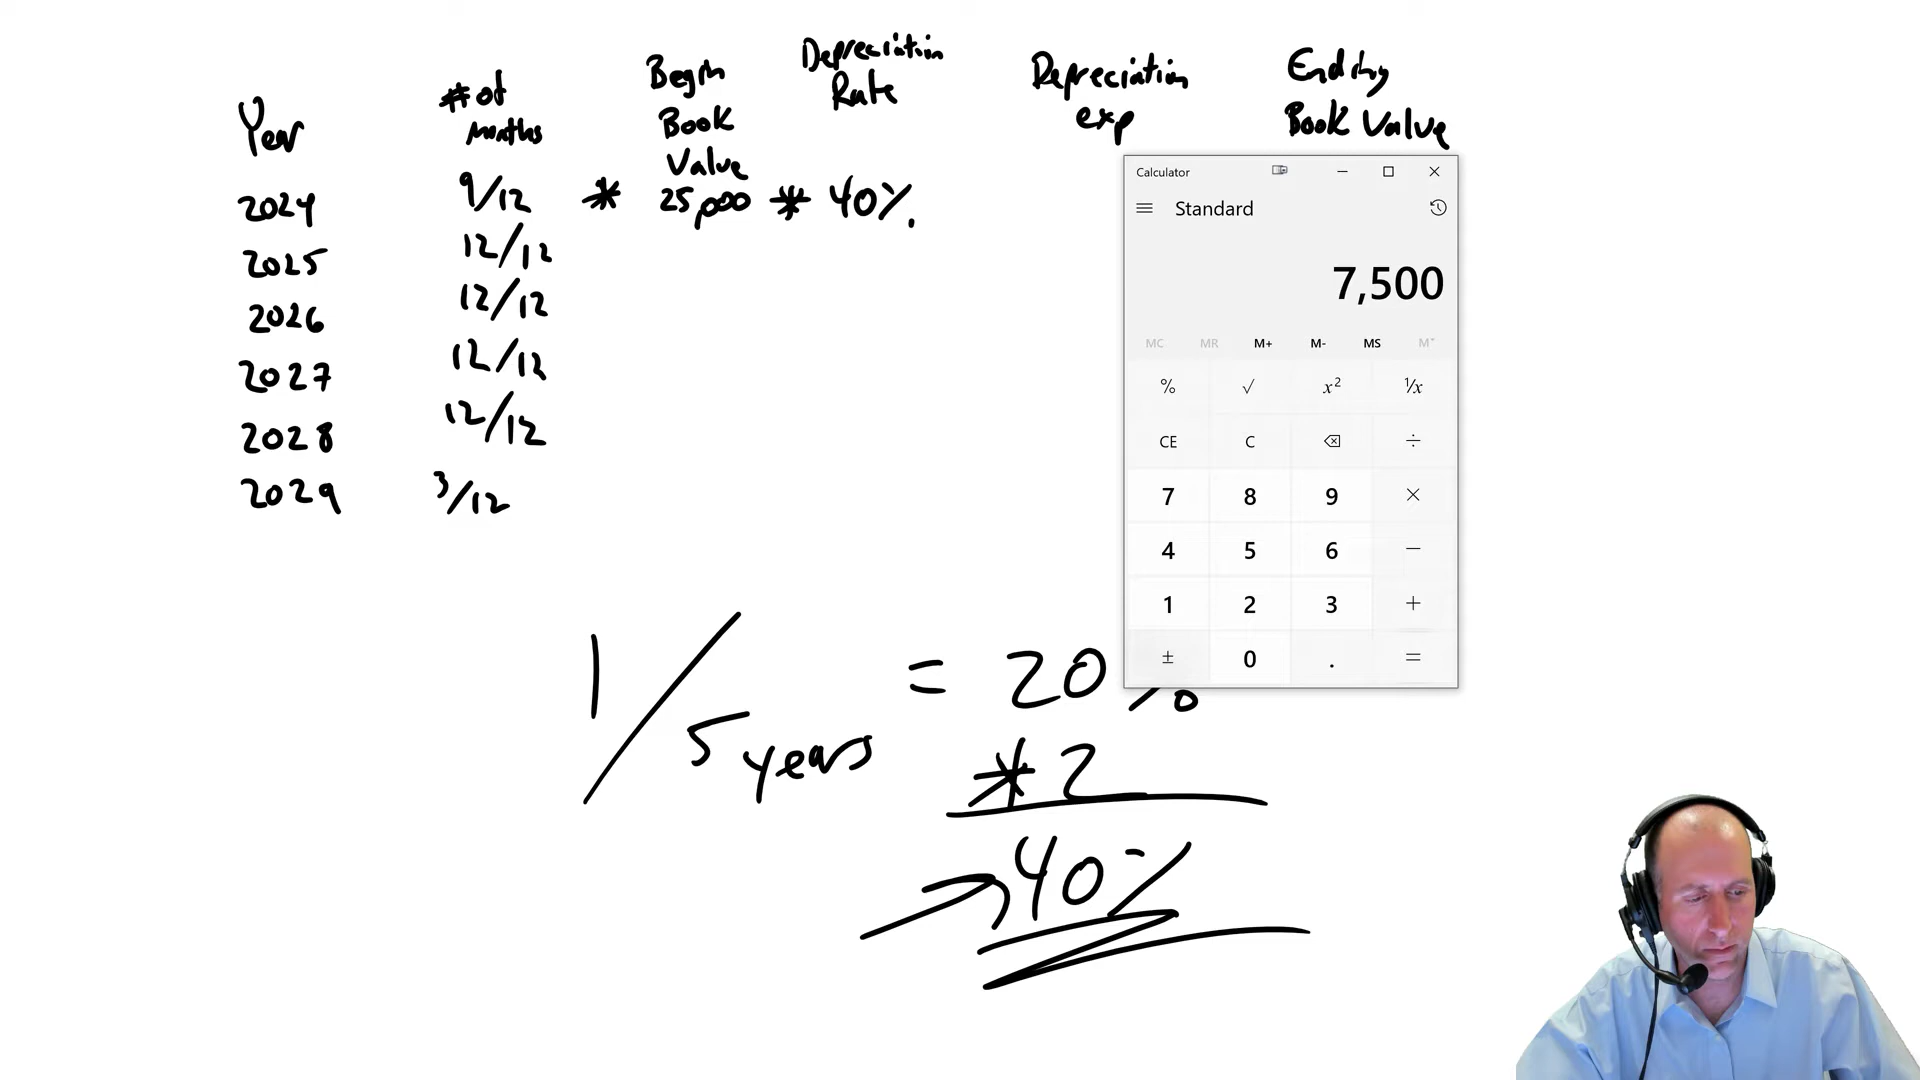 Year # of months Begin Book Value Depreciation Rate Depreciation exp Ending Book Value
2024 9/12 * 25,000 * 40%
2025 12/12
2026 12/12
2027 12/12
2028 12/12
2029 3/12
Calculator
Standard
7,500
MC MR M+ M- MS M˅
% √ x² ¹/x
CE C ⌫ ÷
7 8 9 ×
4 5 6 −
1 2 3 +
± 0 . =
1/5 years = 20%
* 2
40%